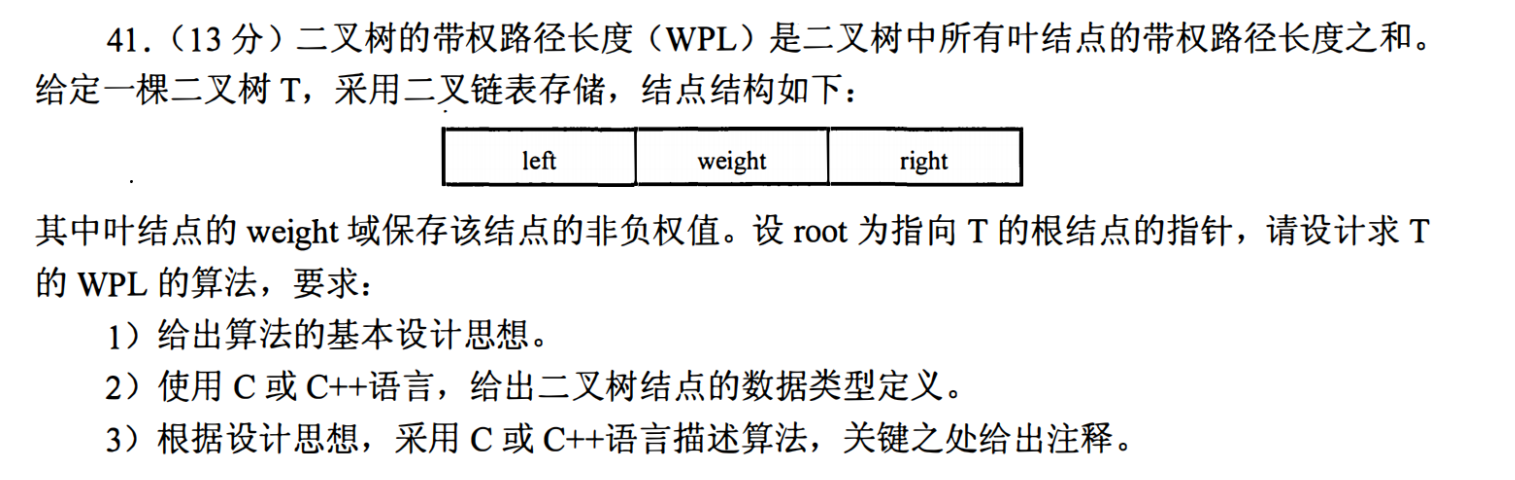 41.（13 分）二叉树的带权路径长度（WPL）是二叉树中所有叶结点的带权路径长度之和。
给定一棵二叉树 T，采用二叉链表存储，结点结构如下：
left weight right
其中叶结点的 weight 域保存该结点的非负权值。设 root 为指向 T 的根结点的指针，请设计求 T
的 WPL 的算法，要求：
1）给出算法的基本设计思想。
2）使用 C 或 C++语言，给出二叉树结点的数据类型定义。
3）根据设计思想，采用 C 或 C++语言描述算法，关键之处给出注释。